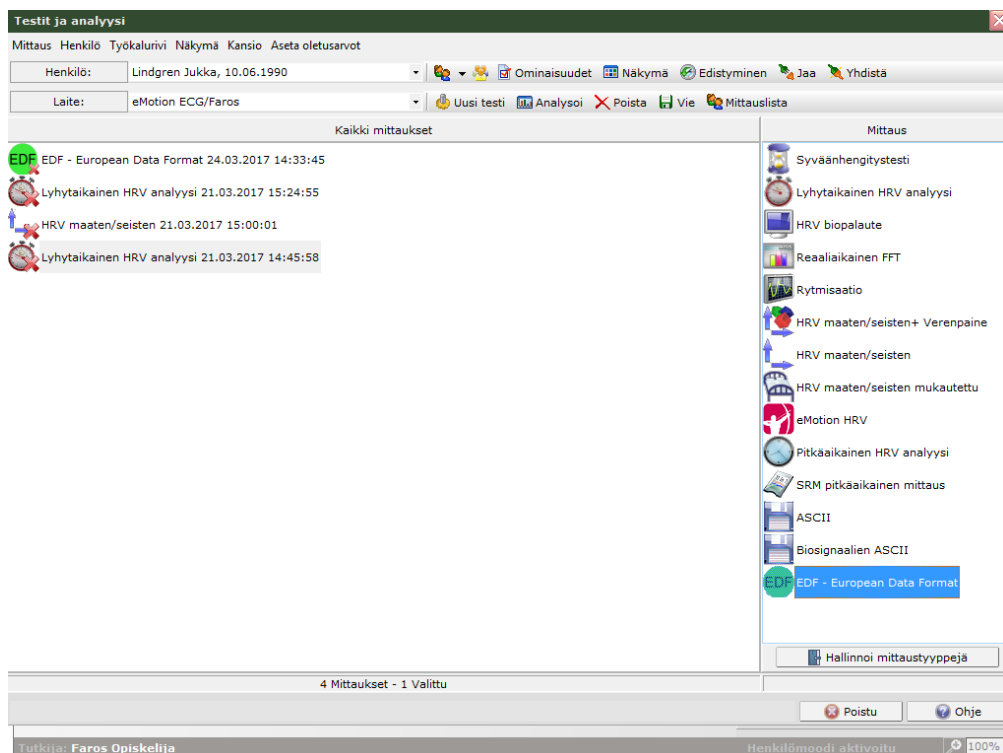 Testit ja analyysi
Mittaus Henkilö Työkalurivi Näkymä Kansio Aseta oletusarvot
Henkilö: Lindgren Jukka, 10.06.1990 Ominaisuudet Näkymä Edistyminen Jaa Yhdistä
Laite: eMotion ECG/Faros Uusi testi Analysoi Poista Vie Mittauslista
Kaikki mittaukset
EDF EDF - European Data Format 24.03.2017 14:33:45
Lyhytaikainen HRV analyysi 21.03.2017 15:24:55
HRV maaten/seisten 21.03.2017 15:00:01
Lyhytaikainen HRV analyysi 21.03.2017 14:45:58
4 Mittaukset - 1 Valittu
Mittaus
Syväänhengitystesti
Lyhytaikainen HRV analyysi
HRV biopalaute
Reaaliaikainen FFT
Rytmisaatio
HRV maaten/seisten+ Verenpaine
HRV maaten/seisten
HRV maaten/seisten mukautettu
eMotion HRV
Pitkäaikainen HRV analyysi
SRM pitkäaikainen mittaus
ASCII
Biosignaalien ASCII
EDF EDF - European Data Format
Hallinnoi mittaustyyppejä
Poistu Ohje
Tutkija: Faros Opiskelija Henkilömoodi aktivoitu 100%